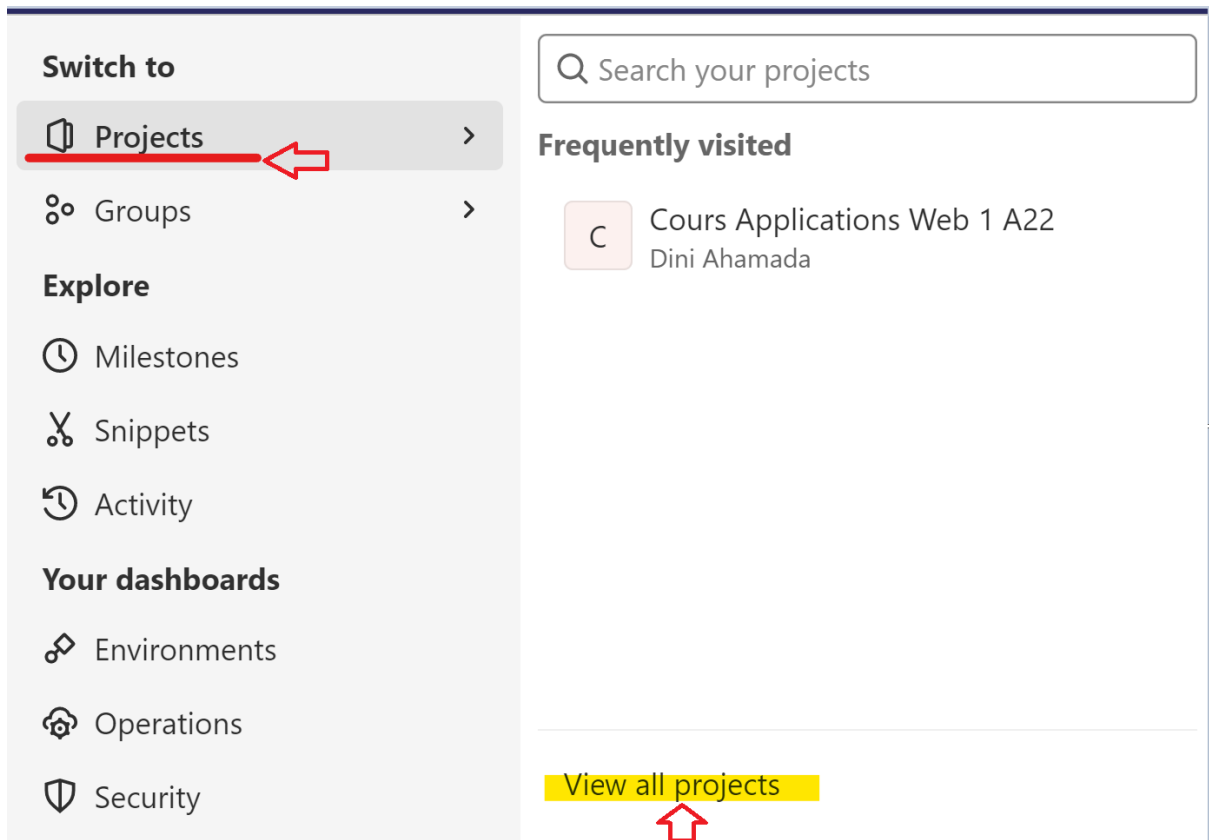 Switch to
Projects
Groups
Explore
Milestones
Snippets
Activity
Your dashboards
Environments
Operations
Security
Search your projects
Frequently visited
C
Cours Applications Web 1 A22
Dini Ahamada
View all projects